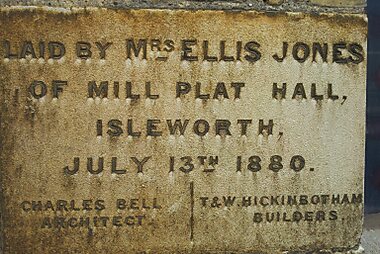 LAID BY MRS ELLIS JONES
OF MILL PLAT HALL,
ISLEWORTH,
JULY 13TH 1880.
CHARLES BELL
ARCHITECT.
T&W. HICKINBOTHAM
BUILDERS.